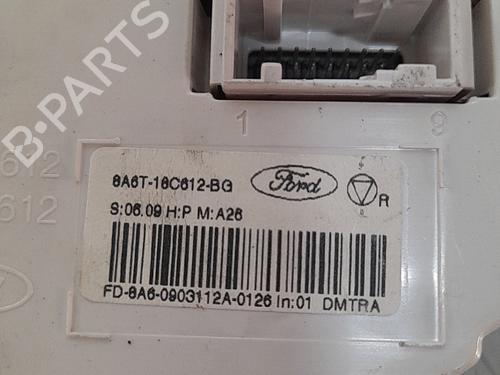 B-PARTS
1 9
612
612
8A6T-18C612-BG
Ford
R
S:06.09 H:P M:A26
FD-8A6-0903112A-0126 In:01 DMTRA